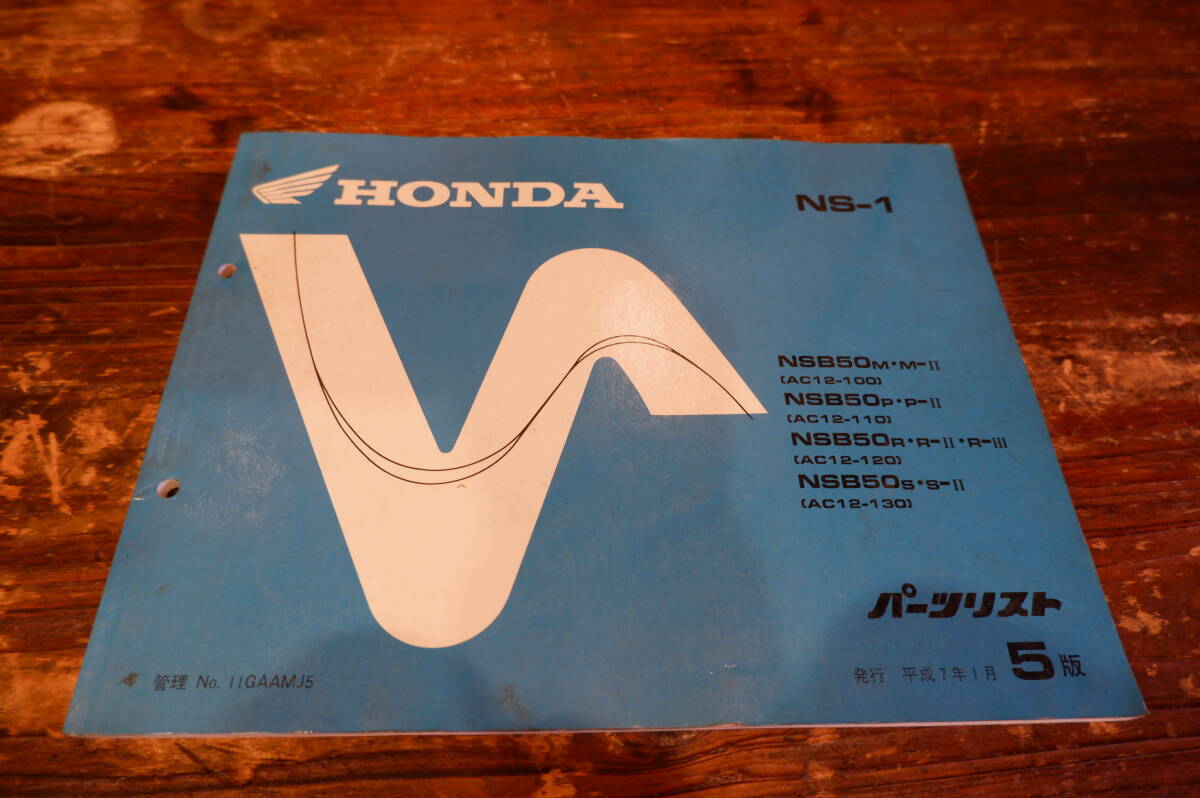 HONDA
NS-1
NSB50M・M-II
(AC12-100)
NSB50P・P-II
(AC12-110)
NSB50R・R-II・R-III
(AC12-120)
NSB50S・S-II
(AC12-130)
パーツリスト
発行 平成7年1月 5版
管理 No. 11GAAMJ5